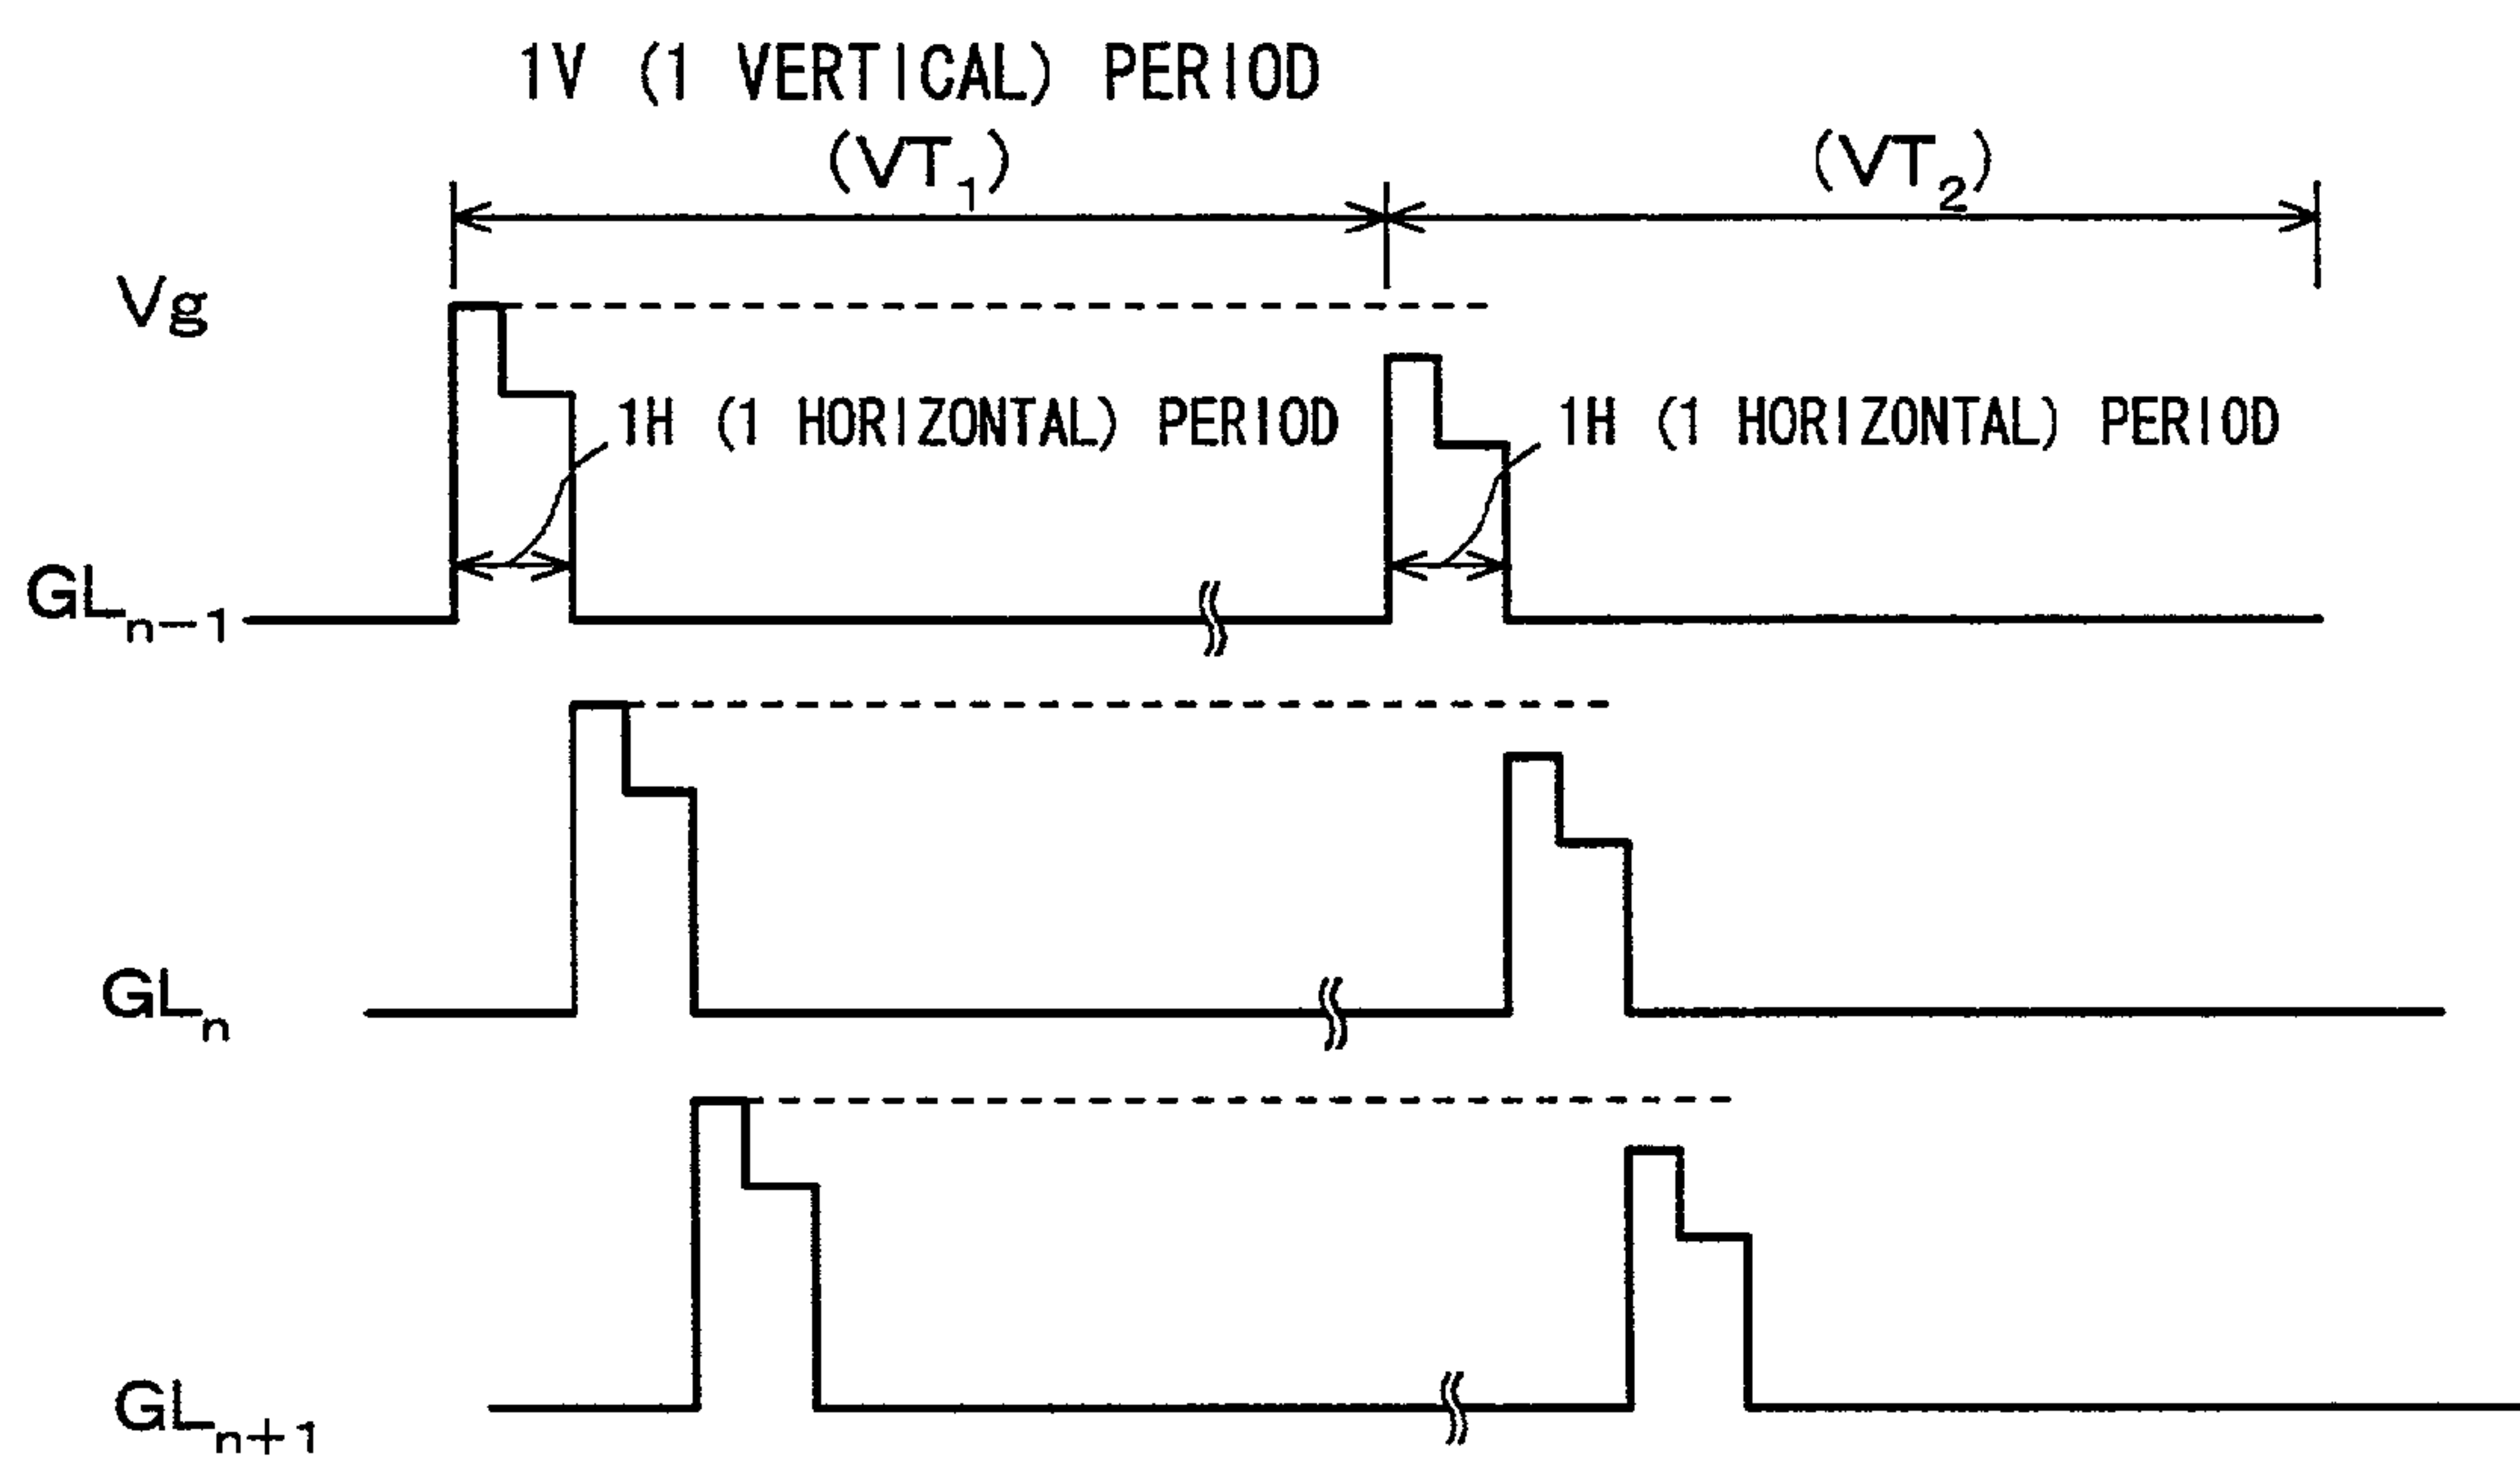 1V (1 VERTICAL) PERIOD
(VT1) (VT2)
Vg
1H (1 HORIZONTAL) PERIOD 1H (1 HORIZONTAL) PERIOD
GLn-1
GLn
GLn+1